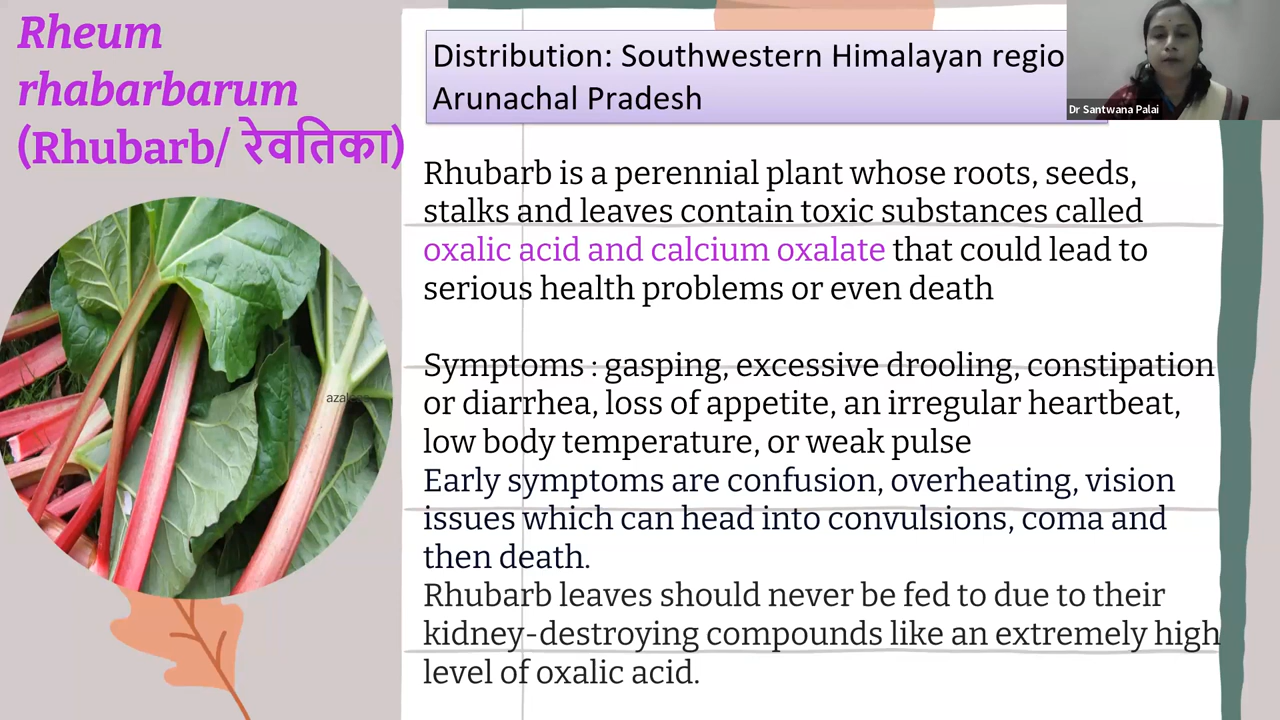 Rheum
rhabarbarum
(Rhubarb/ रेवतिका)
Distribution: Southwestern Himalayan regio
Arunachal Pradesh
Dr Santwana Palai
Rhubarb is a perennial plant whose roots, seeds,
stalks and leaves contain toxic substances called
oxalic acid and calcium oxalate that could lead to
serious health problems or even death
Symptoms : gasping, excessive drooling, constipation
or diarrhea, loss of appetite, an irregular heartbeat,
low body temperature, or weak pulse
Early symptoms are confusion, overheating, vision
issues which can head into convulsions, coma and
then death.
Rhubarb leaves should never be fed to due to their
kidney-destroying compounds like an extremely high
level of oxalic acid.